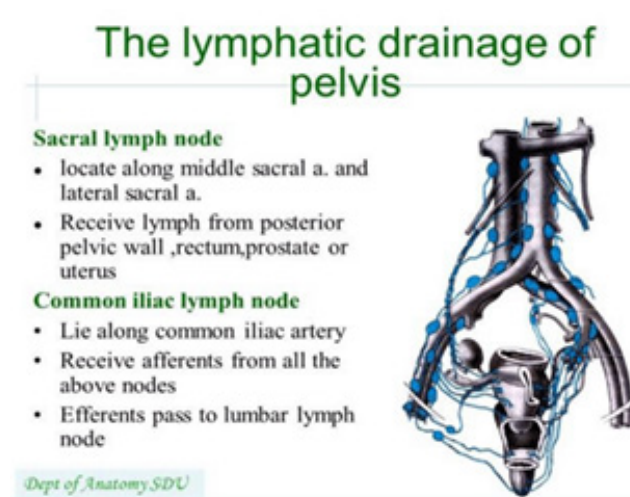 The lymphatic drainage of
pelvis
Sacral lymph node
• locate along middle sacral a. and
lateral sacral a.
• Receive lymph from posterior
pelvic wall ,rectum,prostate or
uterus
Common iliac lymph node
• Lie along common iliac artery
• Receive afferents from all the
above nodes
• Efferents pass to lumbar lymph
node
Dept of Anatomy SDU